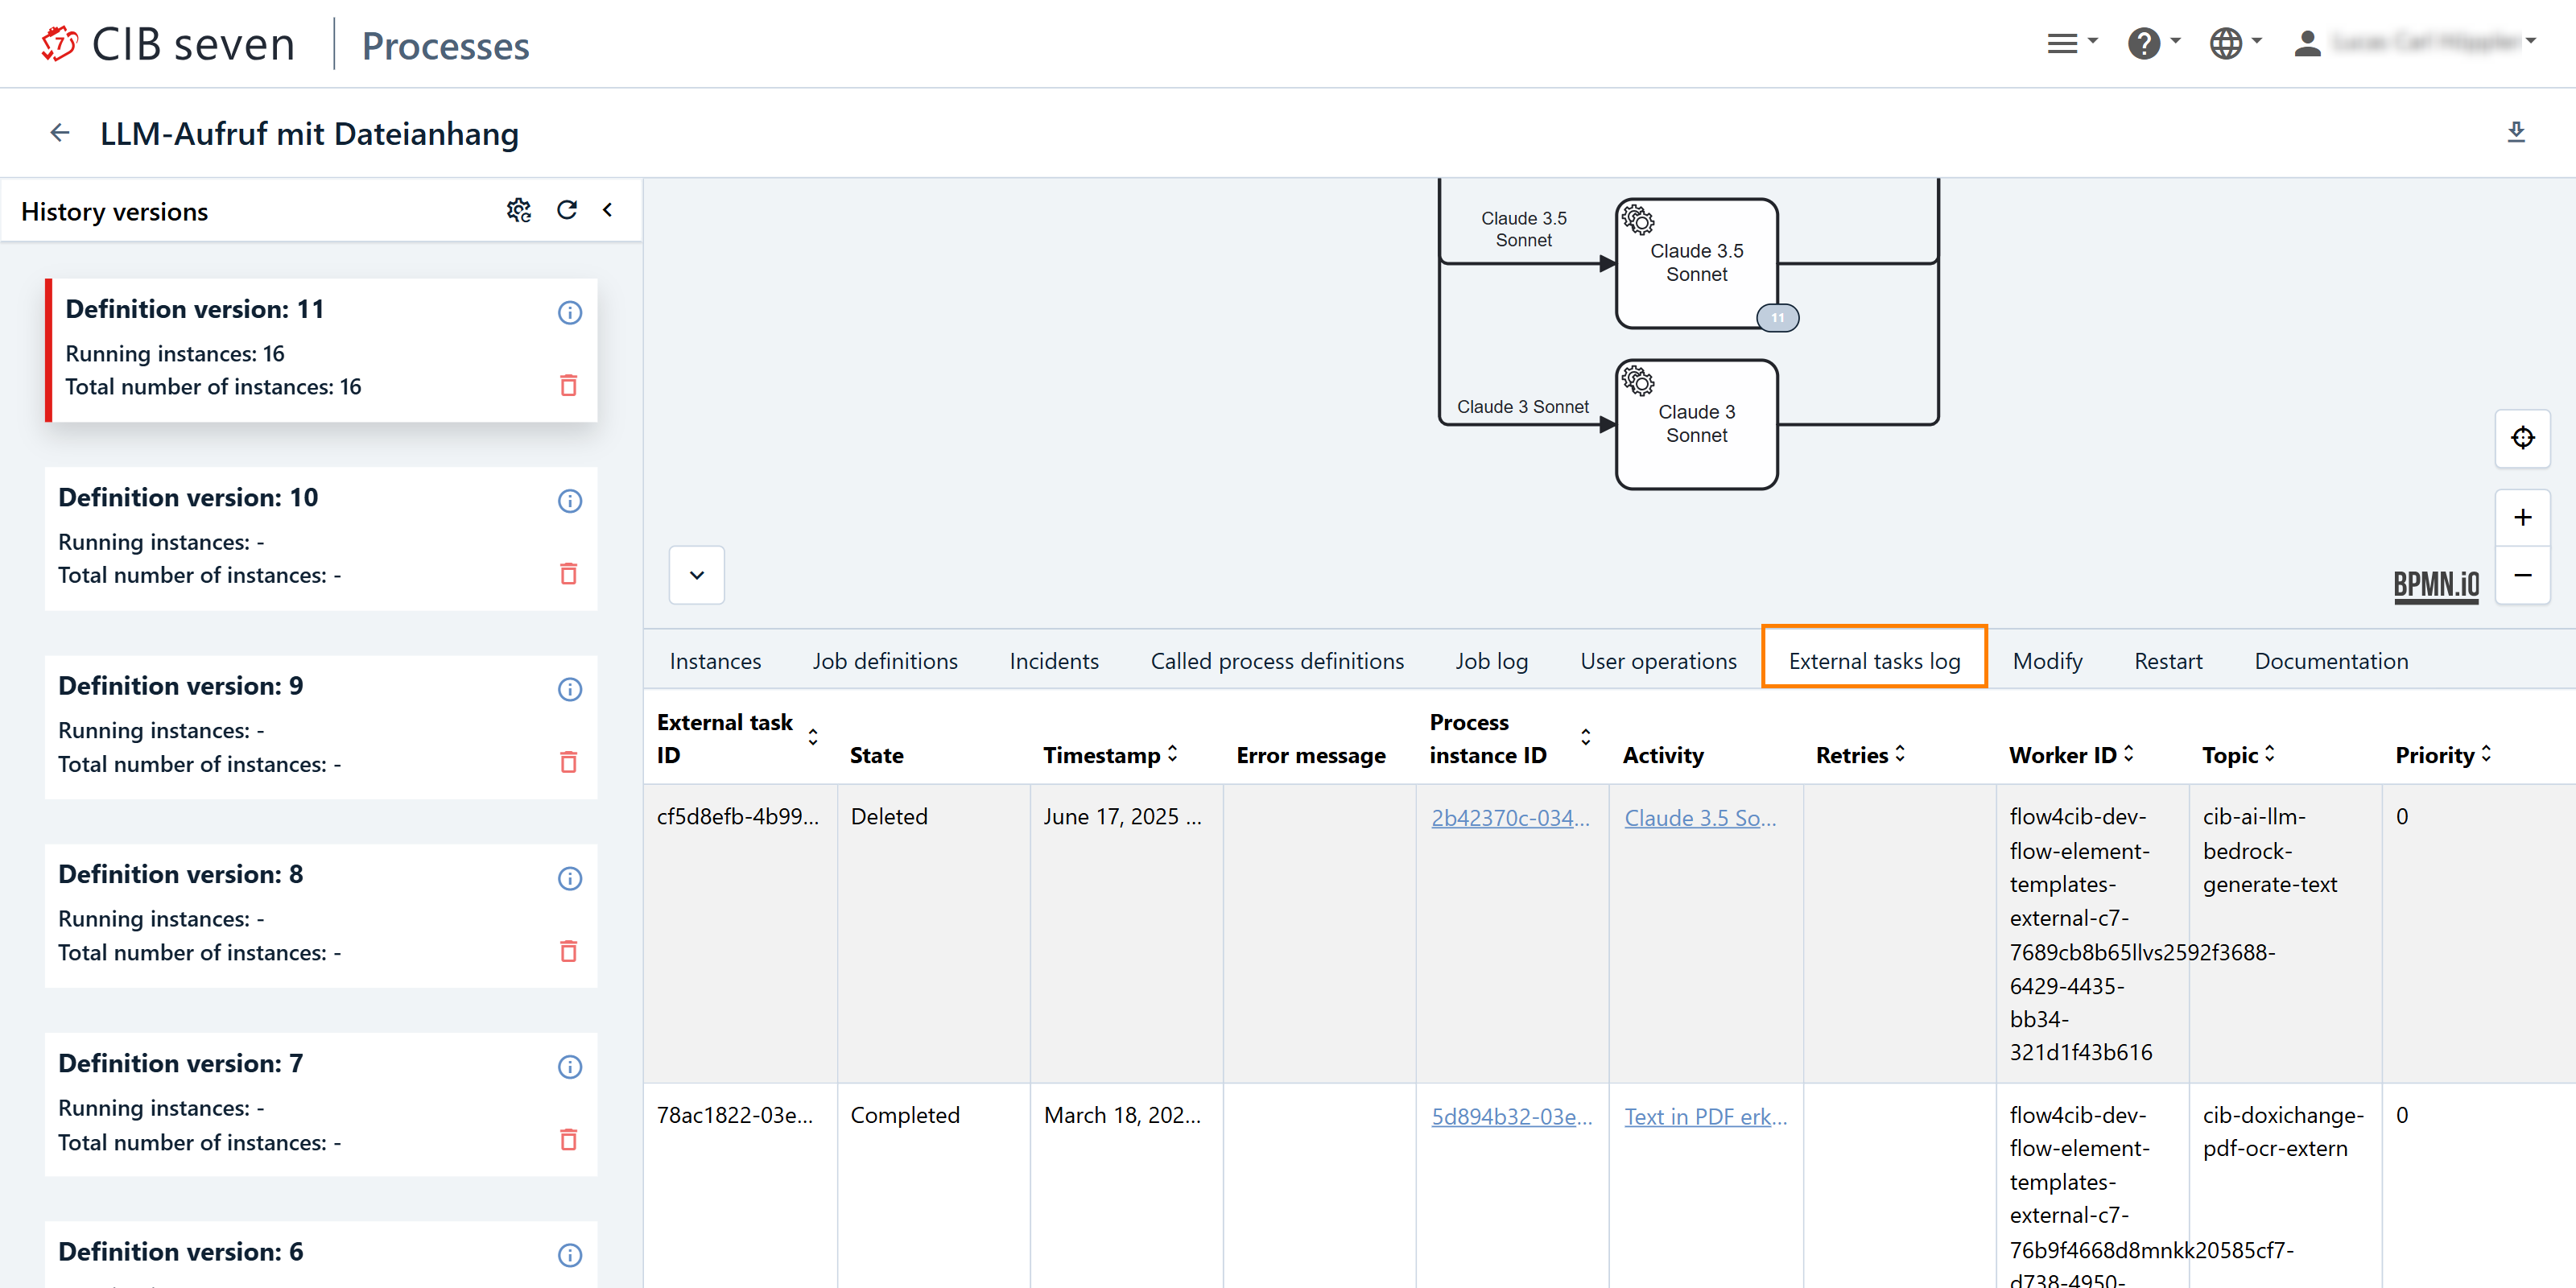 CIB seven
Processes
LLM-Aufruf mit Dateianhang
History versions
Definition version: 11
Running instances: 16
Total number of instances: 16
Definition version: 10
Running instances: -
Total number of instances: -
Definition version: 9
Running instances: -
Total number of instances: -
Definition version: 8
Running instances: -
Total number of instances: -
Definition version: 7
Running instances: -
Total number of instances: -
Definition version: 6
Claude 3.5
Sonnet
Claude 3.5
Sonnet
11
Claude 3 Sonnet
Claude 3
Sonnet
BPMN.iO
Instances
Job definitions
Incidents
Called process definitions
Job log
User operations
External tasks log
Modify
Restart
Documentation
External task
ID
State
Timestamp
Error message
Process
instance ID
Activity
Retries
Worker ID
Topic
Priority
cf5d8efb-4b99...
Deleted
June 17, 2025 ...
2b42370c-034...
Claude 3.5 So...
flow4cib-dev-
flow-element-
templates-
external-c7-
7689cb8b65llvs2592f3688-
6429-4435-
bb34-
321d1f43b616
cib-ai-llm-
bedrock-
generate-text
0
78ac1822-03e...
Completed
March 18, 202...
5d894b32-03e...
Text in PDF erk...
flow4cib-dev-
flow-element-
templates-
external-c7-
76b9f4668d8mnkk20585cf7-
d738-4950-
cib-doxichange-
pdf-ocr-extern
0